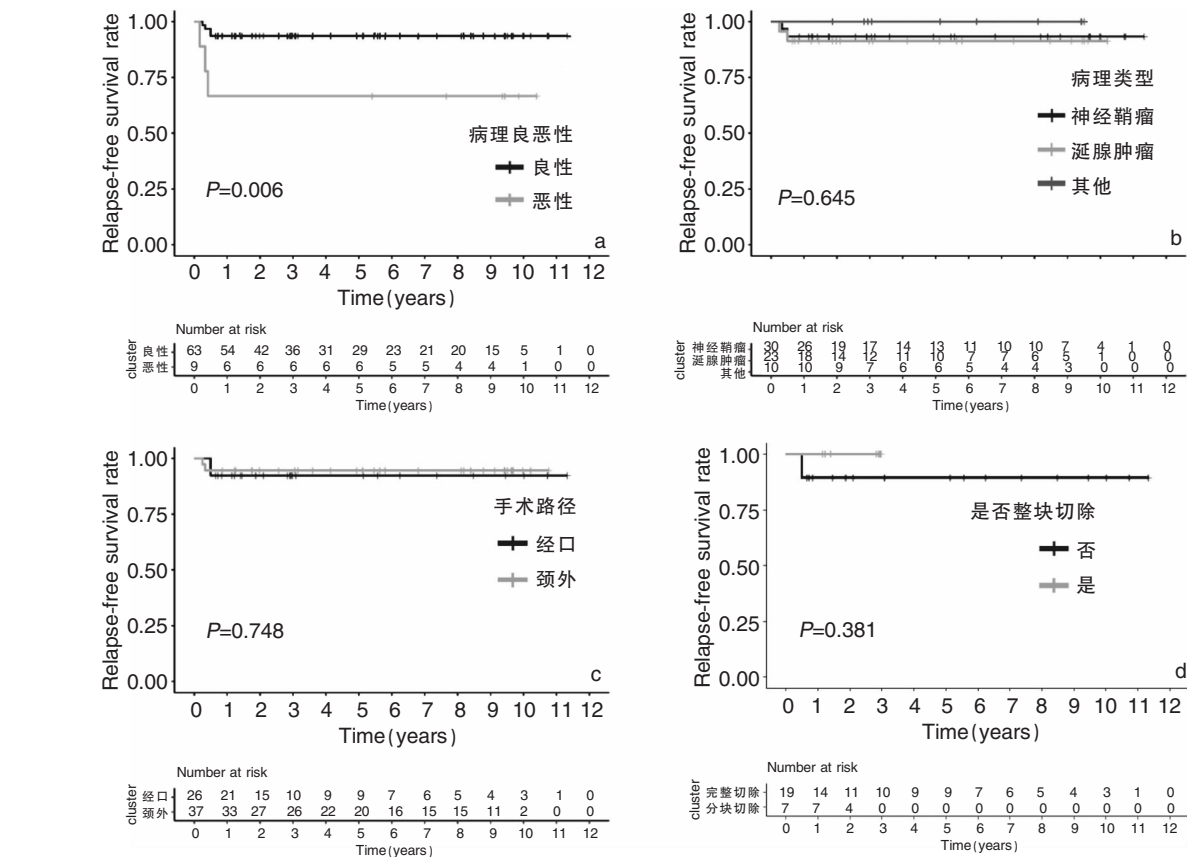 Relapse-free survival rate
1.00
0.75
0.50
0.25
0.00
病理良恶性
良性
恶性
P=0.006
a
0 1 2 3 4 5 6 7 8 9 10 11 12
Time(years)
Number at risk
cluster
良性 63 54 42 36 31 29 23 21 20 15 5 1 0
恶性 9 6 6 6 6 6 5 5 4 4 1 0 0
0 1 2 3 4 5 6 7 8 9 10 11 12
Time(years)
Relapse-free survival rate
1.00
0.75
0.50
0.25
0.00
病理类型
神经鞘瘤
涎腺肿瘤
其他
P=0.645
b
Number at risk
cluster
神经鞘瘤 30 26 19 17 14 13 11 10 10 7 4 1 0
涎腺肿瘤 23 18 14 12 11 10 7 7 6 5 1 0 0
其他 10 10 9 7 6 6 5 4 4 3 0 0 0
0 1 2 3 4 5 6 7 8 9 10 11 12
Time(years)
Relapse-free survival rate
1.00
0.75
0.50
0.25
0.00
手术路径
经口
颈外
P=0.748
c
0 1 2 3 4 5 6 7 8 9 10 11 12
Time(years)
Number at risk
cluster
经口 26 21 15 10 9 9 7 6 5 4 3 1 0
颈外 37 33 27 26 22 20 16 15 15 11 2 0 0
0 1 2 3 4 5 6 7 8 9 10 11 12
Time(years)
Relapse-free survival rate
1.00
0.75
0.50
0.25
0.00
是否整块切除
否
是
P=0.381
d
0 1 2 3 4 5 6 7 8 9 10 11 12
Time(years)
Number at risk
cluster
完整切除 19 14 11 10 9 9 7 6 5 4 3 1 0
分块切除 7 7 4 0 0 0 0 0 0 0 0 0 0
0 1 2 3 4 5 6 7 8 9 10 11 12
Time(years)